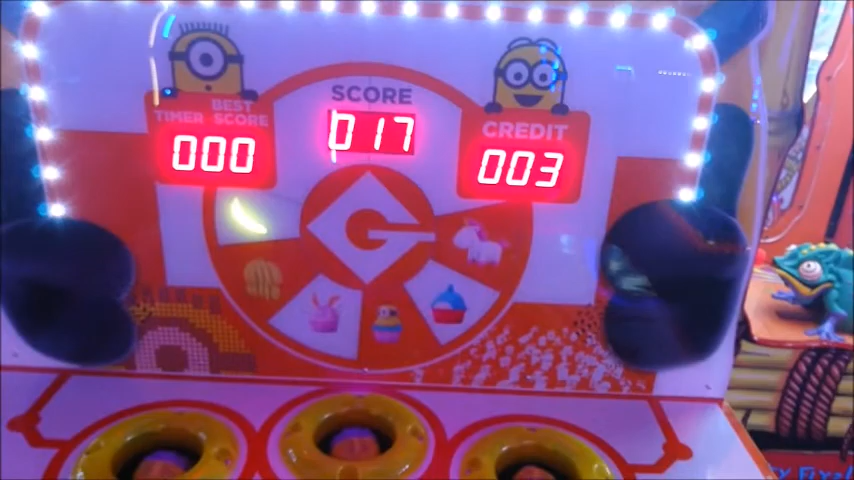 SCORE
BEST
TIMER SCORE
CREDIT
000
017
003
G